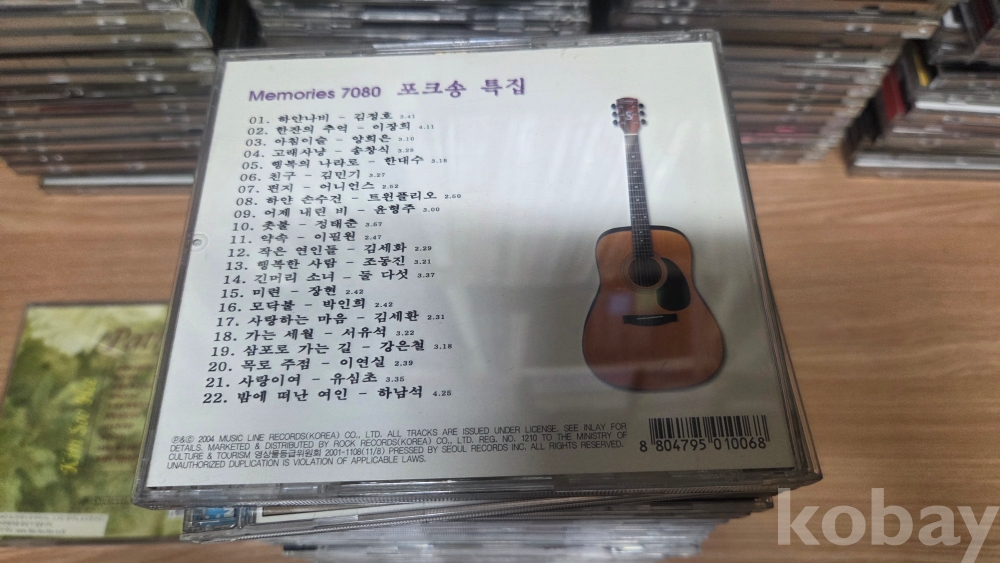 Memories 7080 포크송 특집
01. 하얀나비 - 김정호 3.41
02. 한잔의 추억 - 이장희 4.11
03. 아침이슬 - 양희은 3.10
04. 고래사냥 - 송창식 3.29
05. 행복의 나라로 - 한대수 3.18
06. 친구 - 김민기 3.27
07. 편지 - 어니언스 2.52
08. 하얀 손수건 - 트윈폴리오 2.50
09. 어제 내린 비 - 윤형주 3.00
10. 촛불 - 정태춘 3.57
11. 약속 - 이필원 2.47
12. 작은 연인들 - 김세화 2.29
13. 행복한 사람 - 조동진 3.21
14. 긴머리 소녀 - 둘 다섯 3.37
15. 미련 - 장현 2.42
16. 모닥불 - 박인희 2.42
17. 사랑하는 마음 - 김세환 2.31
18. 가는 세월 - 서유석 3.22
19. 삼포로 가는 길 - 강은철 3.18
20. 목로 주점 - 이연실 2.39
21. 사랑이여 - 유심초 3.35
22. 밤에 떠난 여인 - 하남석 4.25
℗&© 2004 MUSIC LINE RECORDS(KOREA) CO., LTD. ALL TRACKS ARE ISSUED UNDER LICENSE. SEE INLAY FOR
DETAILS. MARKETED & DISTRIBUTED BY ROCK RECORDS(KOREA) CO., LTD. REG. NO. 1210 TO THE MINISTRY OF
CULTURE & TOURISM 영상물등급위원회 2001-1108(11/8) PRESSED BY SEOUL RECORDS INC. ALL RIGHTS RESERVED.
UNAUTHORIZED DUPLICATION IS VIOLATION OF APPLICABLE LAWS.
8 804795 010068
kobay